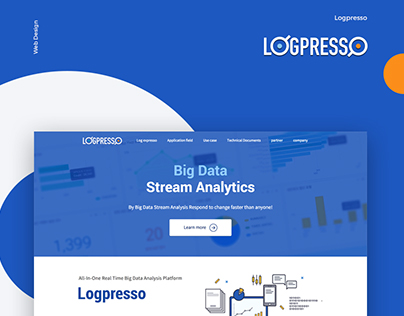 Logpresso
Web Design
LOGPRESSO
LOGPRESSO Log espresso Application field Use case Technical Documents partner company
Big Data
Stream Analytics
By Big Data Stream Analysis Respond to change faster than anyone!
Learn more
1,399
20
All-In-One Real Time Big Data Analysis Platform
Logpresso